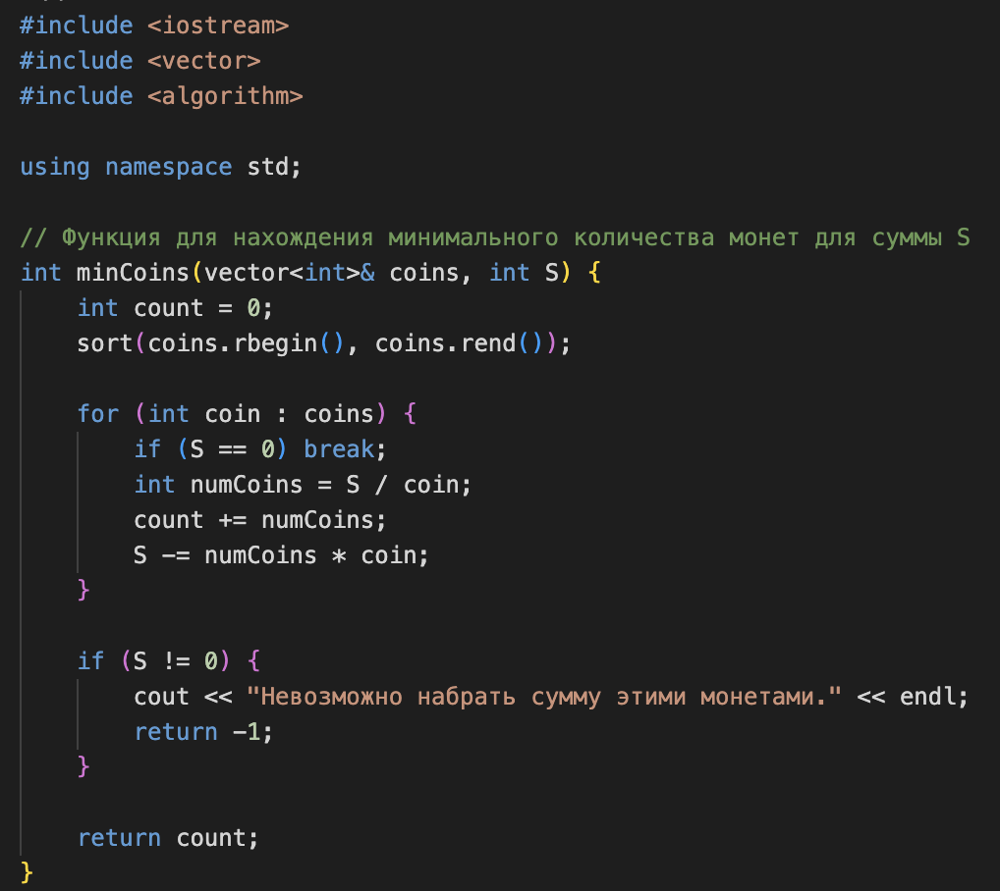 #include <iostream>
#include <vector>
#include <algorithm>
using namespace std;
// Функция для нахождения минимального количества монет для суммы S
int minCoins(vector<int>& coins, int S) {
    int count = 0;
    sort(coins.rbegin(), coins.rend());
    for (int coin : coins) {
        if (S == 0) break;
        int numCoins = S / coin;
        count += numCoins;
        S -= numCoins * coin;
    }
    if (S != 0) {
        cout << "Невозможно набрать сумму этими монетами." << endl;
        return -1;
    }
    return count;
}